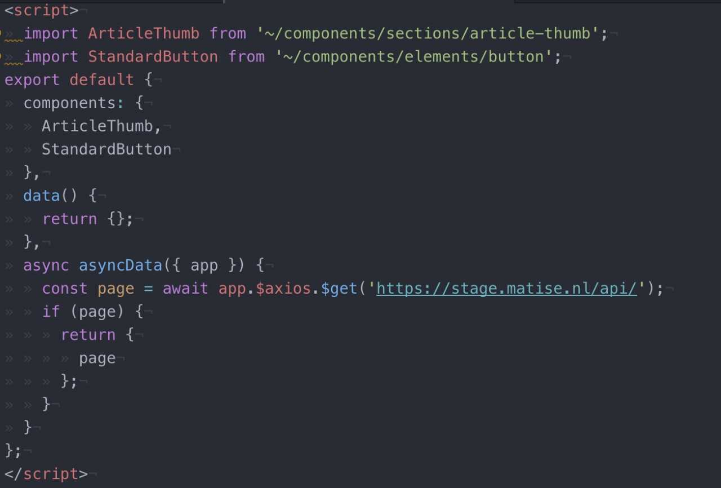 <script>
import ArticleThumb from '~/components/sections/article-thumb';
import StandardButton from '~/components/elements/button';
export default {
components: {
ArticleThumb,
StandardButton
},
data() {
return {};
},
async asyncData({ app }) {
const page = await app.$axios.$get('https://stage.matise.nl/api/');
if (page) {
return {
page
};
}
}
};
</script>